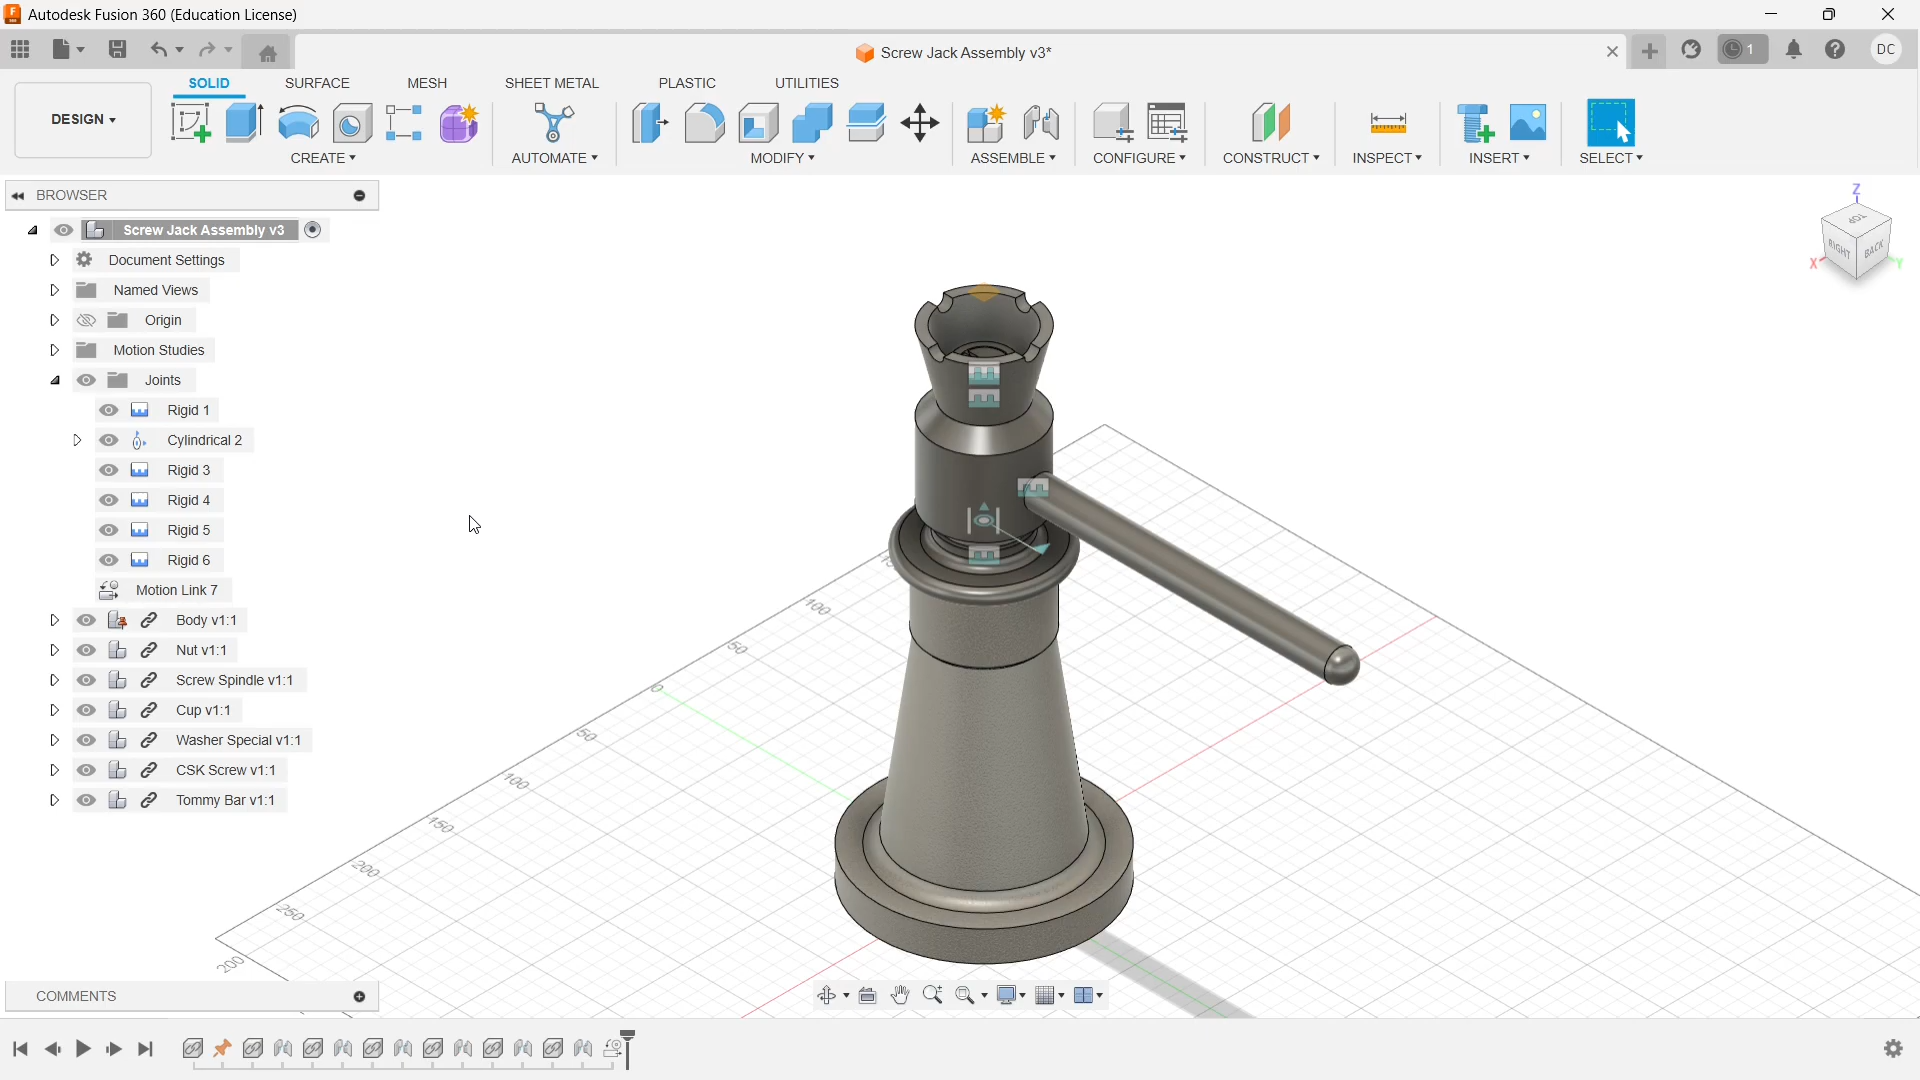 Autodesk Fusion 360 (Education License)
Screw Jack Assembly v3*
1
DC
DESIGN
SOLID
SURFACE
MESH
SHEET METAL
PLASTIC
UTILITIES
CREATE
AUTOMATE
MODIFY
ASSEMBLE
CONFIGURE
CONSTRUCT
INSPECT
INSERT
SELECT
BROWSER
Screw Jack Assembly v3
Document Settings
Named Views
Origin
Motion Studies
Joints
Rigid 1
Cylindrical 2
Rigid 3
Rigid 4
Rigid 5
Rigid 6
Motion Link 7
Body v1:1
Nut v1:1
Screw Spindle v1:1
Cup v1:1
Washer Special v1:1
CSK Screw v1:1
Tommy Bar v1:1
Z
TOP
RIGHT
BACK
X
Y
100
50
0
50
100
150
200
250
200
COMMENTS